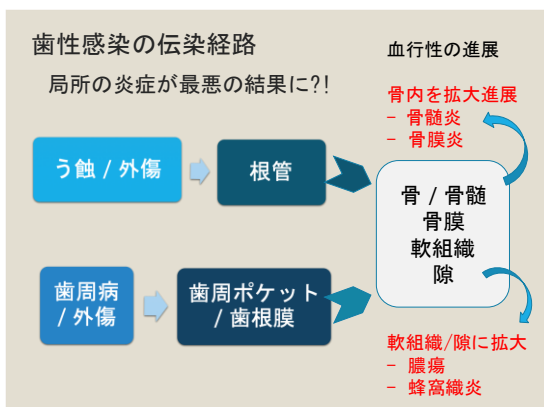 歯性感染の伝染経路
局所の炎症が最悪の結果に?!
血行性の進展
骨内を拡大進展
- 骨髄炎
- 骨膜炎
う蝕 / 外傷
根管
骨 / 骨髄
骨膜
軟組織
隙
歯周病
/ 外傷
歯周ポケット
/ 歯根膜
軟組織/隙に拡大
- 膿瘍
- 蜂窩織炎